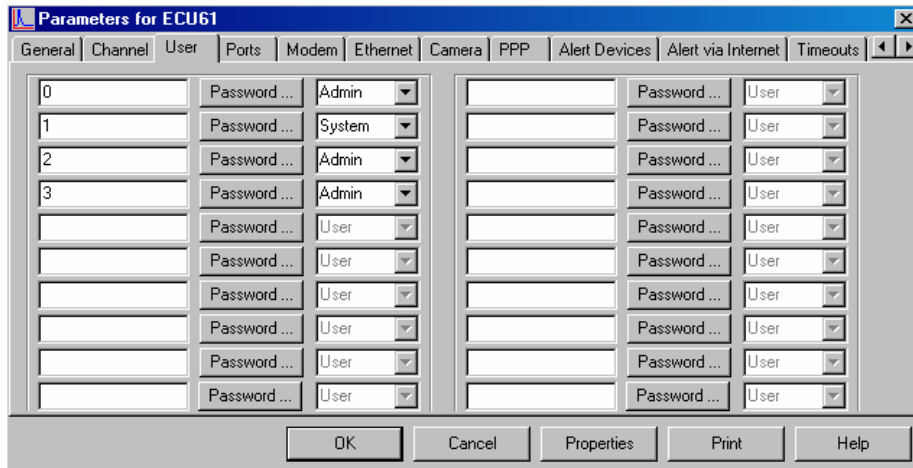 Parameters for ECU61
General Channel User Ports Modem Ethernet Camera PPP Alert Devices Alert via Internet Timeouts
0 Password ... Admin Password ... User
1 Password ... System Password ... User
2 Password ... Admin Password ... User
3 Password ... Admin Password ... User
Password ... User Password ... User
Password ... User Password ... User
Password ... User Password ... User
Password ... User Password ... User
Password ... User Password ... User
Password ... User Password ... User
OK Cancel Properties Print Help